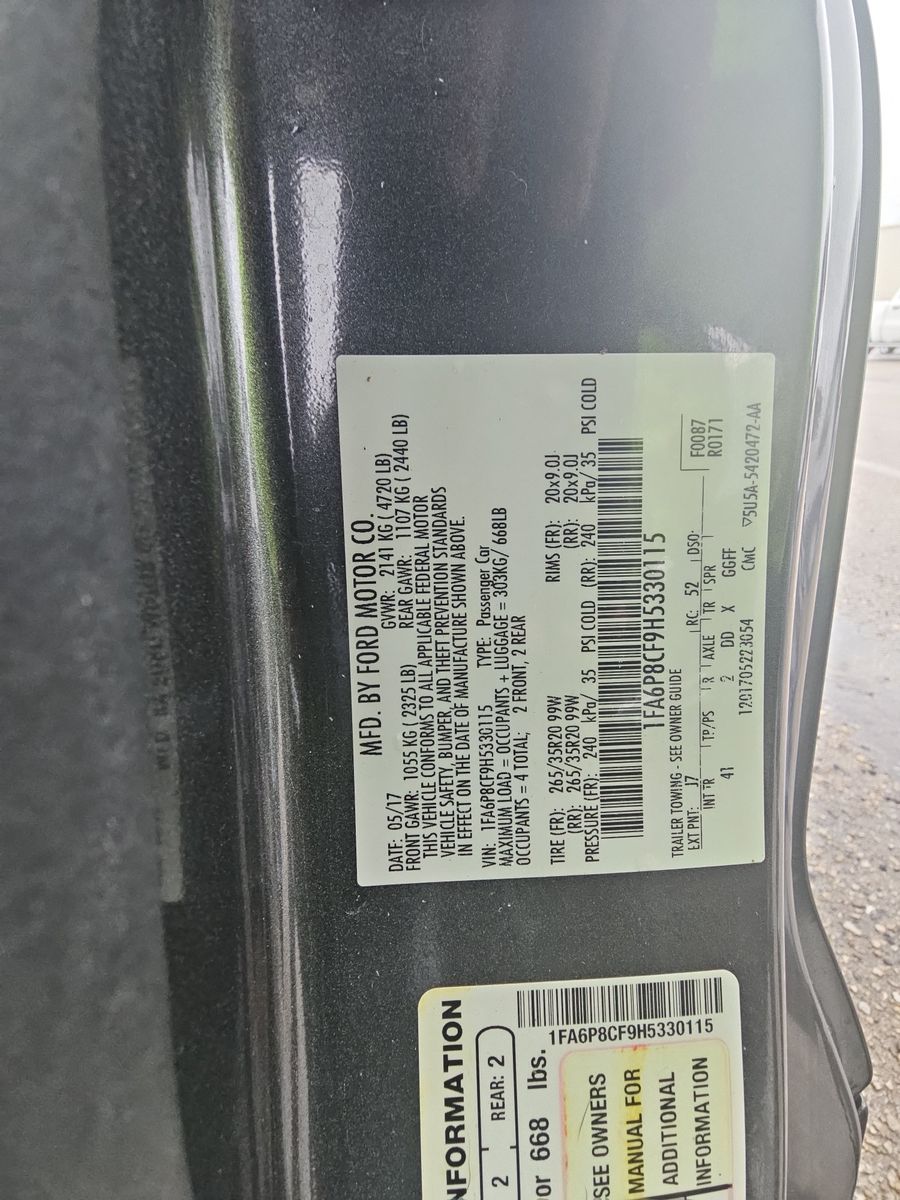 MFD. BY FORD MOTOR CO.
DATE: 05/17 GVWR: 2141 KG ( 4720 LB)
FRONT GAWR: 1055 KG ( 2325 LB) REAR GAWR: 1107 KG ( 2440 LB)
THIS VEHICLE CONFORMS TO ALL APPLICABLE FEDERAL MOTOR
VEHICLE SAFETY, BUMPER, AND THEFT PREVENTION STANDARDS
IN EFFECT ON THE DATE OF MANUFACTURE SHOWN ABOVE.
VIN: 1FA6P8CF9H5330115 TYPE: Passenger Car
MAXIMUM LOAD = OCCUPANTS + LUGGAGE = 303KG/ 668LB
OCCUPANTS = 4 TOTAL; 2 FRONT, 2 REAR
TIRE (FR): 265/35R20 99W RIMS (FR): 20x9.0J
(RR): 265/35R20 99W (RR): 20x9.0J
PRESSURE (FR): 240 kPa/ 35 PSI COLD (RR): 240 kPa/ 35 PSI COLD
1FA6P8CF9H5330115
TRAILER TOWING - SEE OWNER GUIDE
F0087
R0171
EXT PNT: J7 RC: 52 DSO:
INT TR TP/PS R AXLE TR SPR
41 2 DD X GGFF
1201705223054 CMC ▽5U5A-5420472-AA
NFORMATION
2 REAR: 2
or 668 lbs.
1FA6P8CF9H5330115
SEE OWNERS
MANUAL FOR
ADDITIONAL
INFORMATION